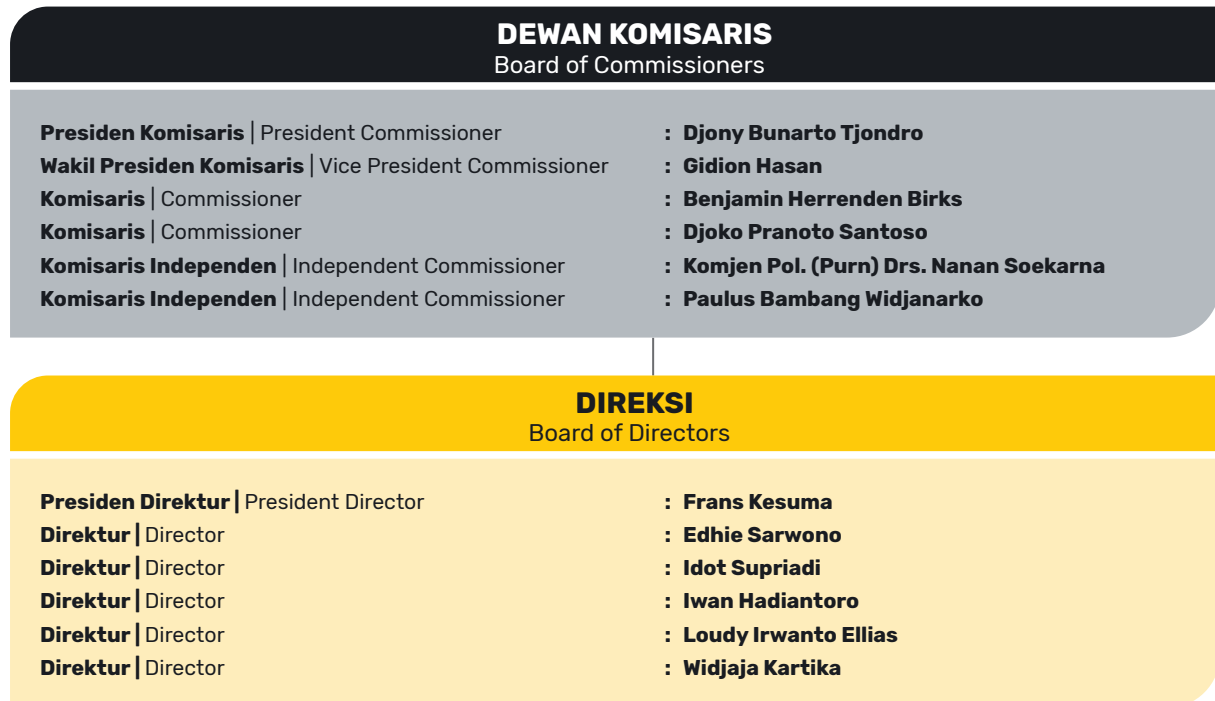 DEWAN KOMISARIS
Board of Commissioners
Presiden Komisaris | President Commissioner : Djony Bunarto Tjondro
Wakil Presiden Komisaris | Vice President Commissioner : Gidion Hasan
Komisaris | Commissioner : Benjamin Herrenden Birks
Komisaris | Commissioner : Djoko Pranoto Santoso
Komisaris Independen | Independent Commissioner : Komjen Pol. (Purn) Drs. Nanan Soekarna
Komisaris Independen | Independent Commissioner : Paulus Bambang Widjanarko
DIREKSI
Board of Directors
Presiden Direktur | President Director : Frans Kesuma
Direktur | Director : Edhie Sarwono
Direktur | Director : Idot Supriadi
Direktur | Director : Iwan Hadiantoro
Direktur | Director : Loudy Irwanto Ellias
Direktur | Director : Widjaja Kartika